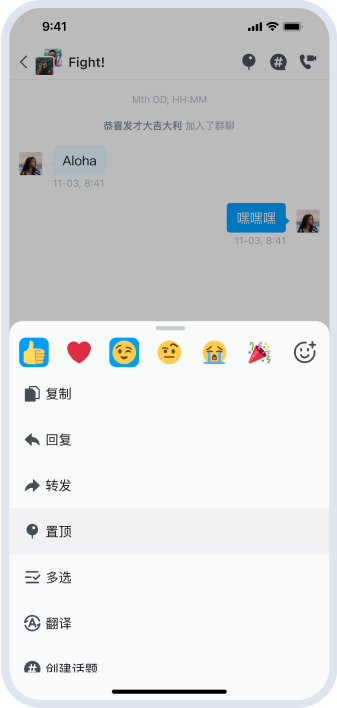 9:41
Fight!
Mth DD, HH:MM
恭喜发才大吉大利 加入了群聊
Aloha
11-03, 8:41
嘿嘿嘿
11-03, 8:41
复制
回复
转发
置顶
多选
翻译
创建话题